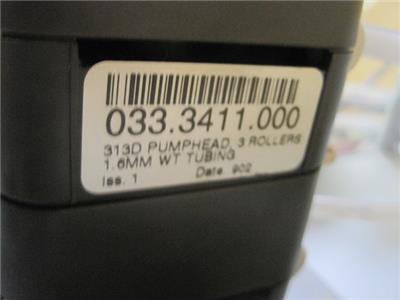 033.3411.000
313D PUMPHEAD, 3 ROLLERS
1.6MM WT TUBING
Iss. 1 Date. 902